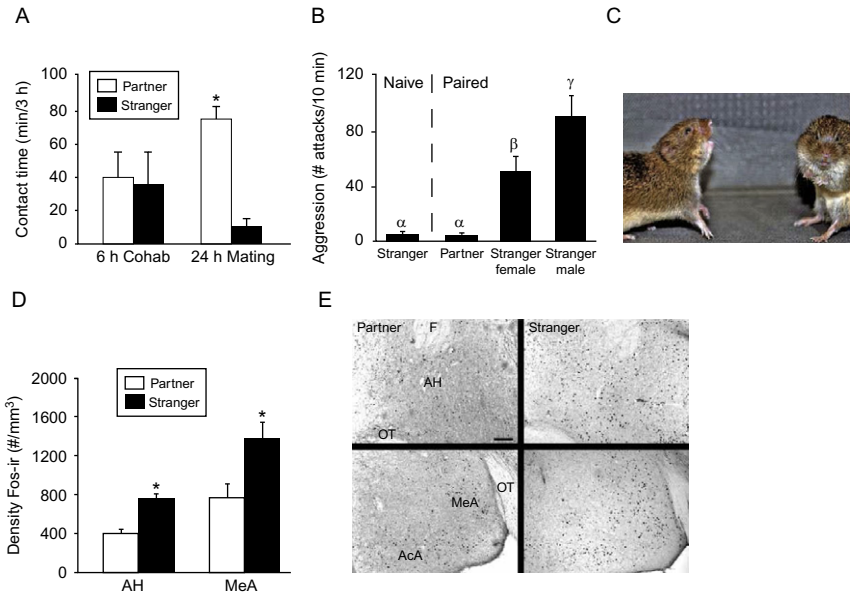 A
Contact time (min/3 h)
100
80
60
40
20
0
Partner
Stranger
*
6 h Cohab
24 h Mating
B
Aggression (# attacks/10 min)
120
80
40
0
Naive
Paired
α
α
β
γ
Stranger
Partner
Stranger
female
Stranger
male
C
D
Density Fos-ir (#/mm³)
2000
1600
1200
800
400
0
Partner
Stranger
*
*
AH
MeA
E
Partner
F
AH
OT
Stranger
MeA
OT
AcA